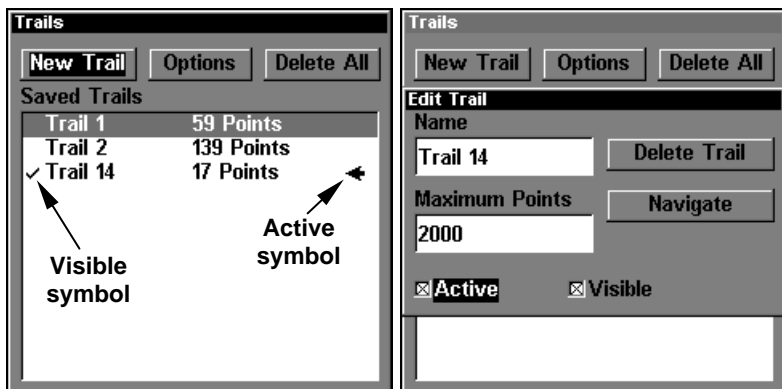 Trails
New Trail Options Delete All
Saved Trails
Trail 1 59 Points
Trail 2 139 Points
Trail 14 17 Points
Visible symbol
Active symbol
Trails
New Trail Options Delete All
Edit Trail
Name
Trail 14 Delete Trail
Maximum Points Navigate
2000
Active Visible